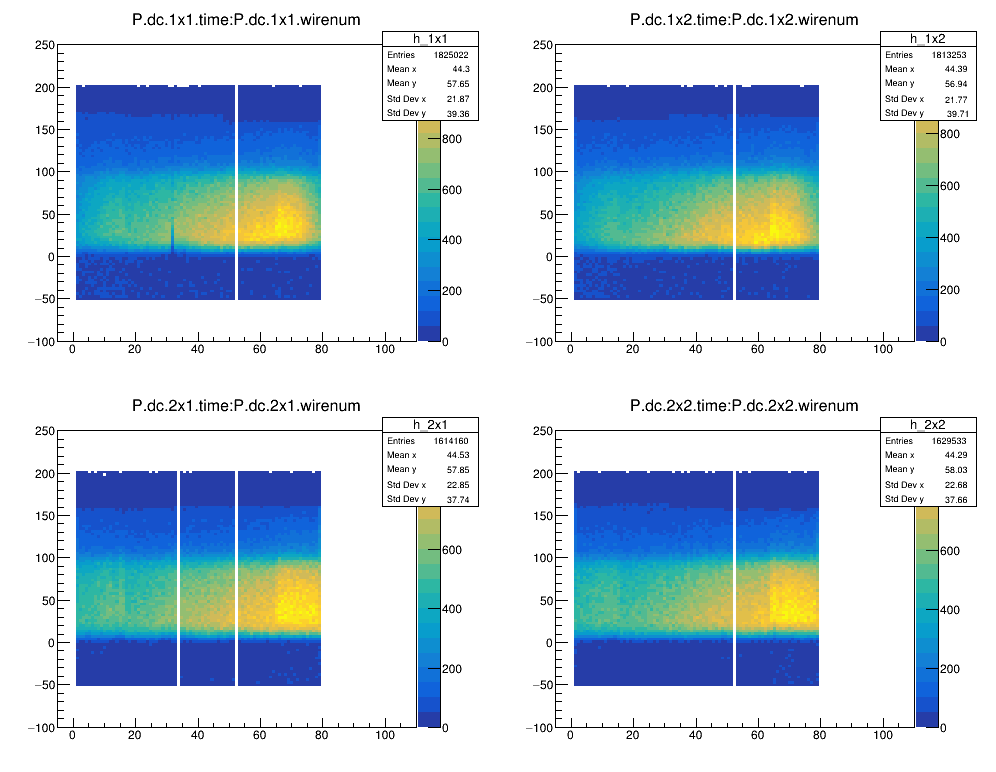 P.dc.1x1.time:P.dc.1x1.wirenum
h_1x1
Entries 1825022
Mean x 44.3
Mean y 57.65
Std Dev x 21.87
Std Dev y 39.36
250
200
150
100
50
0
−50
−100
0 20 40 60 80 100
800
600
400
200
0
P.dc.1x2.time:P.dc.1x2.wirenum
h_1x2
Entries 1813253
Mean x 44.39
Mean y 56.94
Std Dev x 21.77
Std Dev y 39.71
250
200
150
100
50
0
−50
−100
0 20 40 60 80 100
800
600
400
200
0
P.dc.2x1.time:P.dc.2x1.wirenum
h_2x1
Entries 1614160
Mean x 44.53
Mean y 57.85
Std Dev x 22.85
Std Dev y 37.74
250
200
150
100
50
0
−50
−100
0 20 40 60 80 100
600
400
200
0
P.dc.2x2.time:P.dc.2x2.wirenum
h_2x2
Entries 1629533
Mean x 44.29
Mean y 58.03
Std Dev x 22.68
Std Dev y 37.66
250
200
150
100
50
0
−50
−100
0 20 40 60 80 100
600
400
200
0